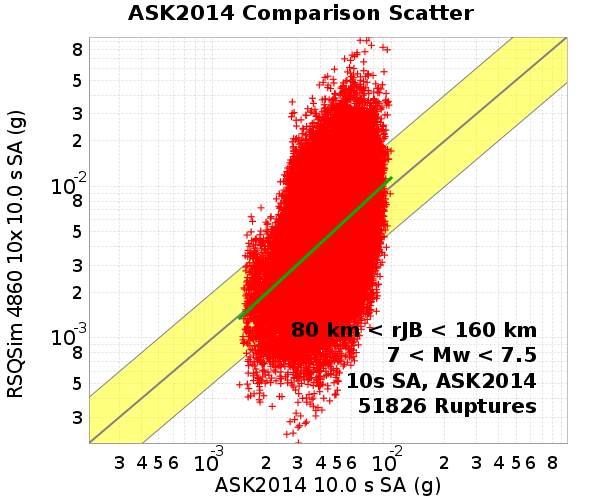 ASK2014 Comparison Scatter
RSQSim 4860 10x 10.0 s SA (g)
8
5
3
2
10-2
8
5
3
2
10-3
8
5
3
80 km < rJB < 160 km
7 < Mw < 7.5
10s SA, ASK2014
51826 Ruptures
3 4 5 6 10-3 2 3 4 5 6 10-2 2 3 4 5 6 8
ASK2014 10.0 s SA (g)